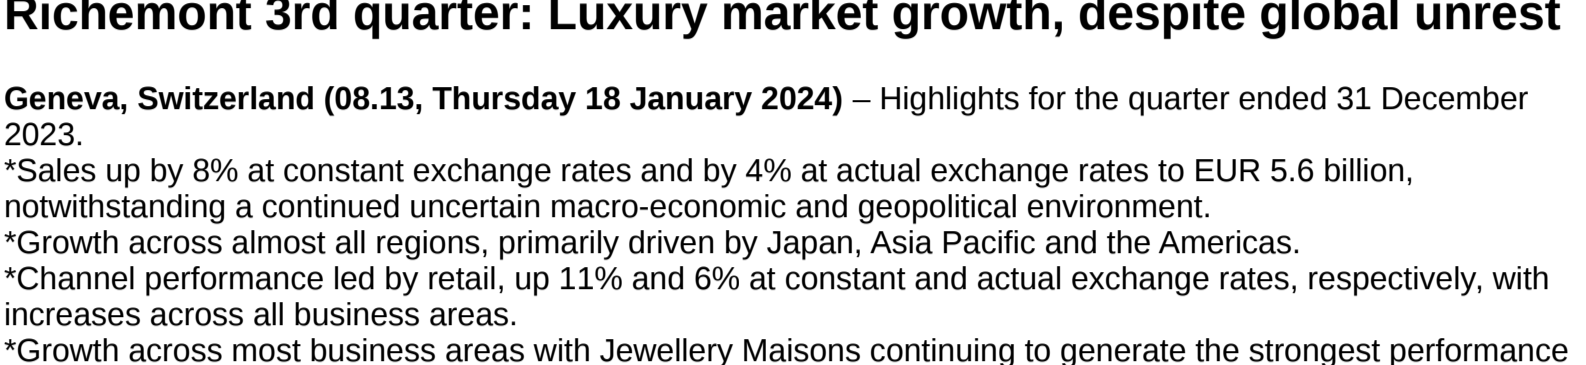 Richemont 3rd quarter: Luxury market growth, despite global unrest
Geneva, Switzerland (08.13, Thursday 18 January 2024) – Highlights for the quarter ended 31 December
2023.
*Sales up by 8% at constant exchange rates and by 4% at actual exchange rates to EUR 5.6 billion,
notwithstanding a continued uncertain macro-economic and geopolitical environment.
*Growth across almost all regions, primarily driven by Japan, Asia Pacific and the Americas.
*Channel performance led by retail, up 11% and 6% at constant and actual exchange rates, respectively, with
increases across all business areas.
*Growth across most business areas with Jewellery Maisons continuing to generate the strongest performance